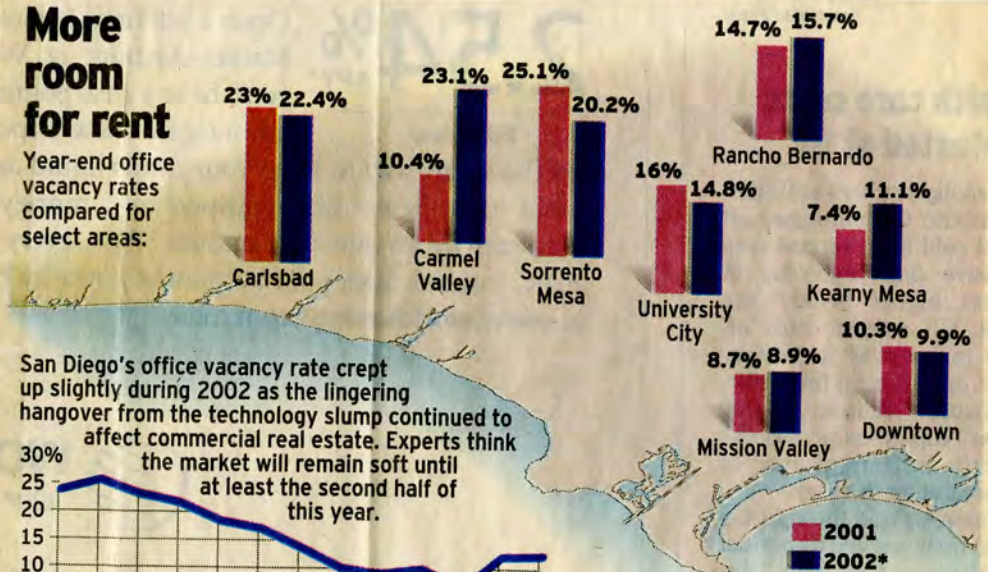 More
room
for rent
Year-end office
vacancy rates
compared for
select areas:
23% 22.4%
Carlsbad
10.4% 23.1%
Carmel
Valley
25.1% 20.2%
Sorrento
Mesa
16% 14.8%
University
City
14.7% 15.7%
Rancho Bernardo
7.4% 11.1%
Kearny Mesa
8.7% 8.9%
Mission Valley
10.3% 9.9%
Downtown
San Diego's office vacancy rate crept
up slightly during 2002 as the lingering
hangover from the technology slump continued to
affect commercial real estate. Experts think
the market will remain soft until
at least the second half of
this year.
30%
25
20
15
10
2001
2002*